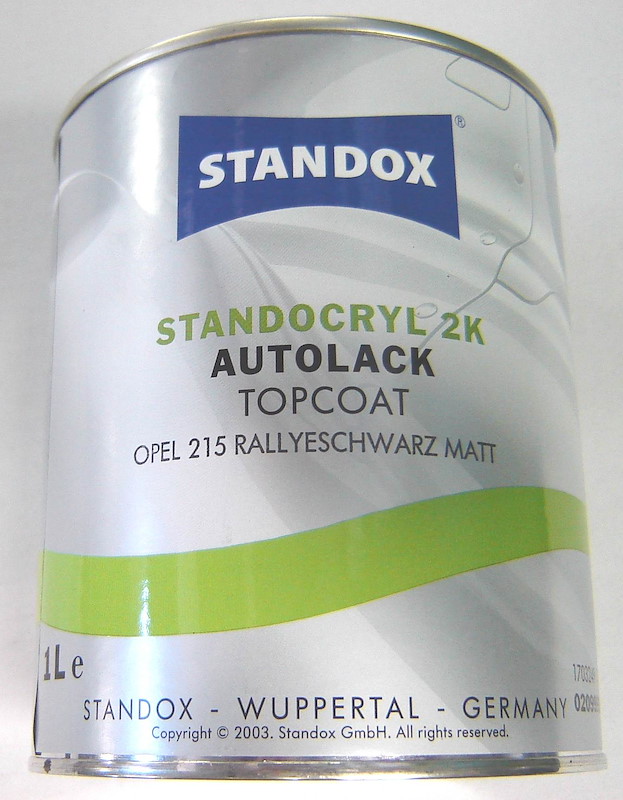 STANDOX ®
STANDOCRYL 2K
AUTOLACK
TOPCOAT
OPEL 215 RALLYESCHWARZ MATT
1L e
STANDOX - WUPPERTAL - GERMANY
Copyright © 2003. Standox GmbH. All rights reserved.